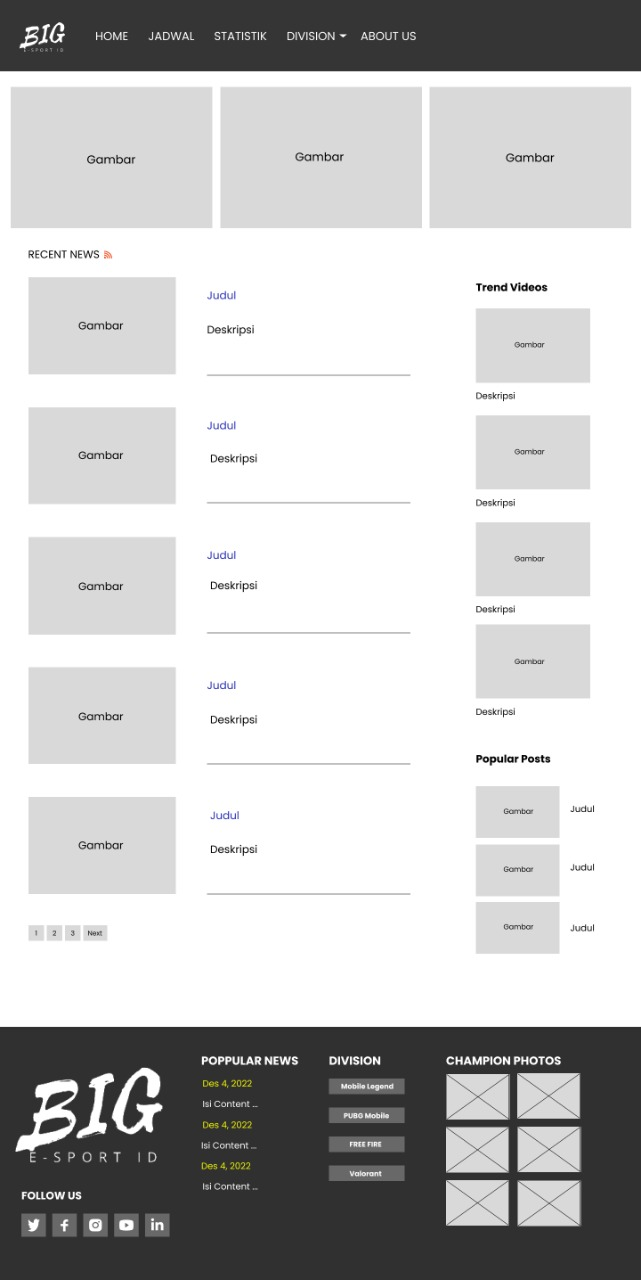 BIG
E-SPORT ID
HOME JADWAL STATISTIK DIVISION ABOUT US
Gambar Gambar Gambar
RECENT NEWS
Gambar
Judul
Deskripsi
Gambar
Judul
Deskripsi
Gambar
Judul
Deskripsi
Gambar
Judul
Deskripsi
Gambar
Judul
Deskripsi
1 2 3 Next
Trend Videos
Gambar
Deskripsi
Gambar
Deskripsi
Gambar
Deskripsi
Gambar
Deskripsi
Popular Posts
Gambar Judul
Gambar Judul
Gambar Judul
BIG
E-SPORT ID
FOLLOW US
POPPULAR NEWS
Des 4, 2022
Isi Content ...
Des 4, 2022
Isi Content ...
Des 4, 2022
Isi Content ...
DIVISION
Mobile Legend
PUBG Mobile
FREE FIRE
Valorant
CHAMPION PHOTOS